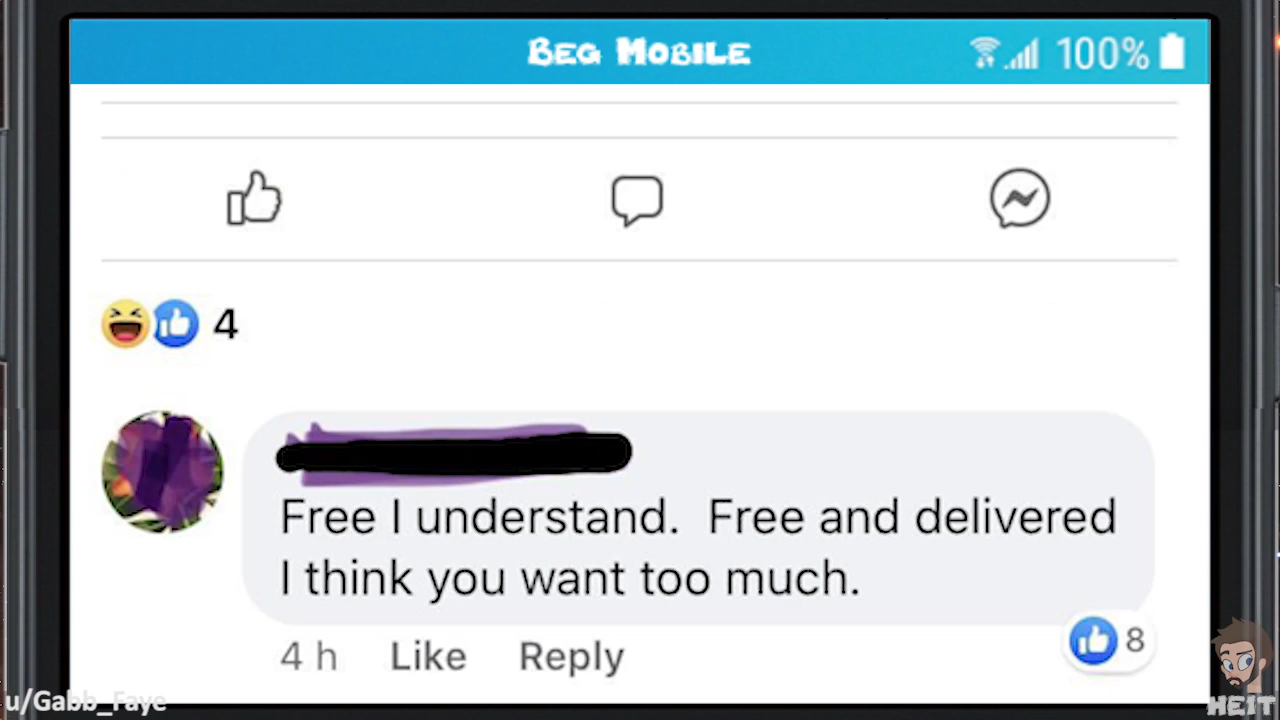 Beg Mobile
100%
4
Free I understand.  Free and delivered
I think you want too much.
4 h Like Reply
8
u/Gabb_Faye
HEIT